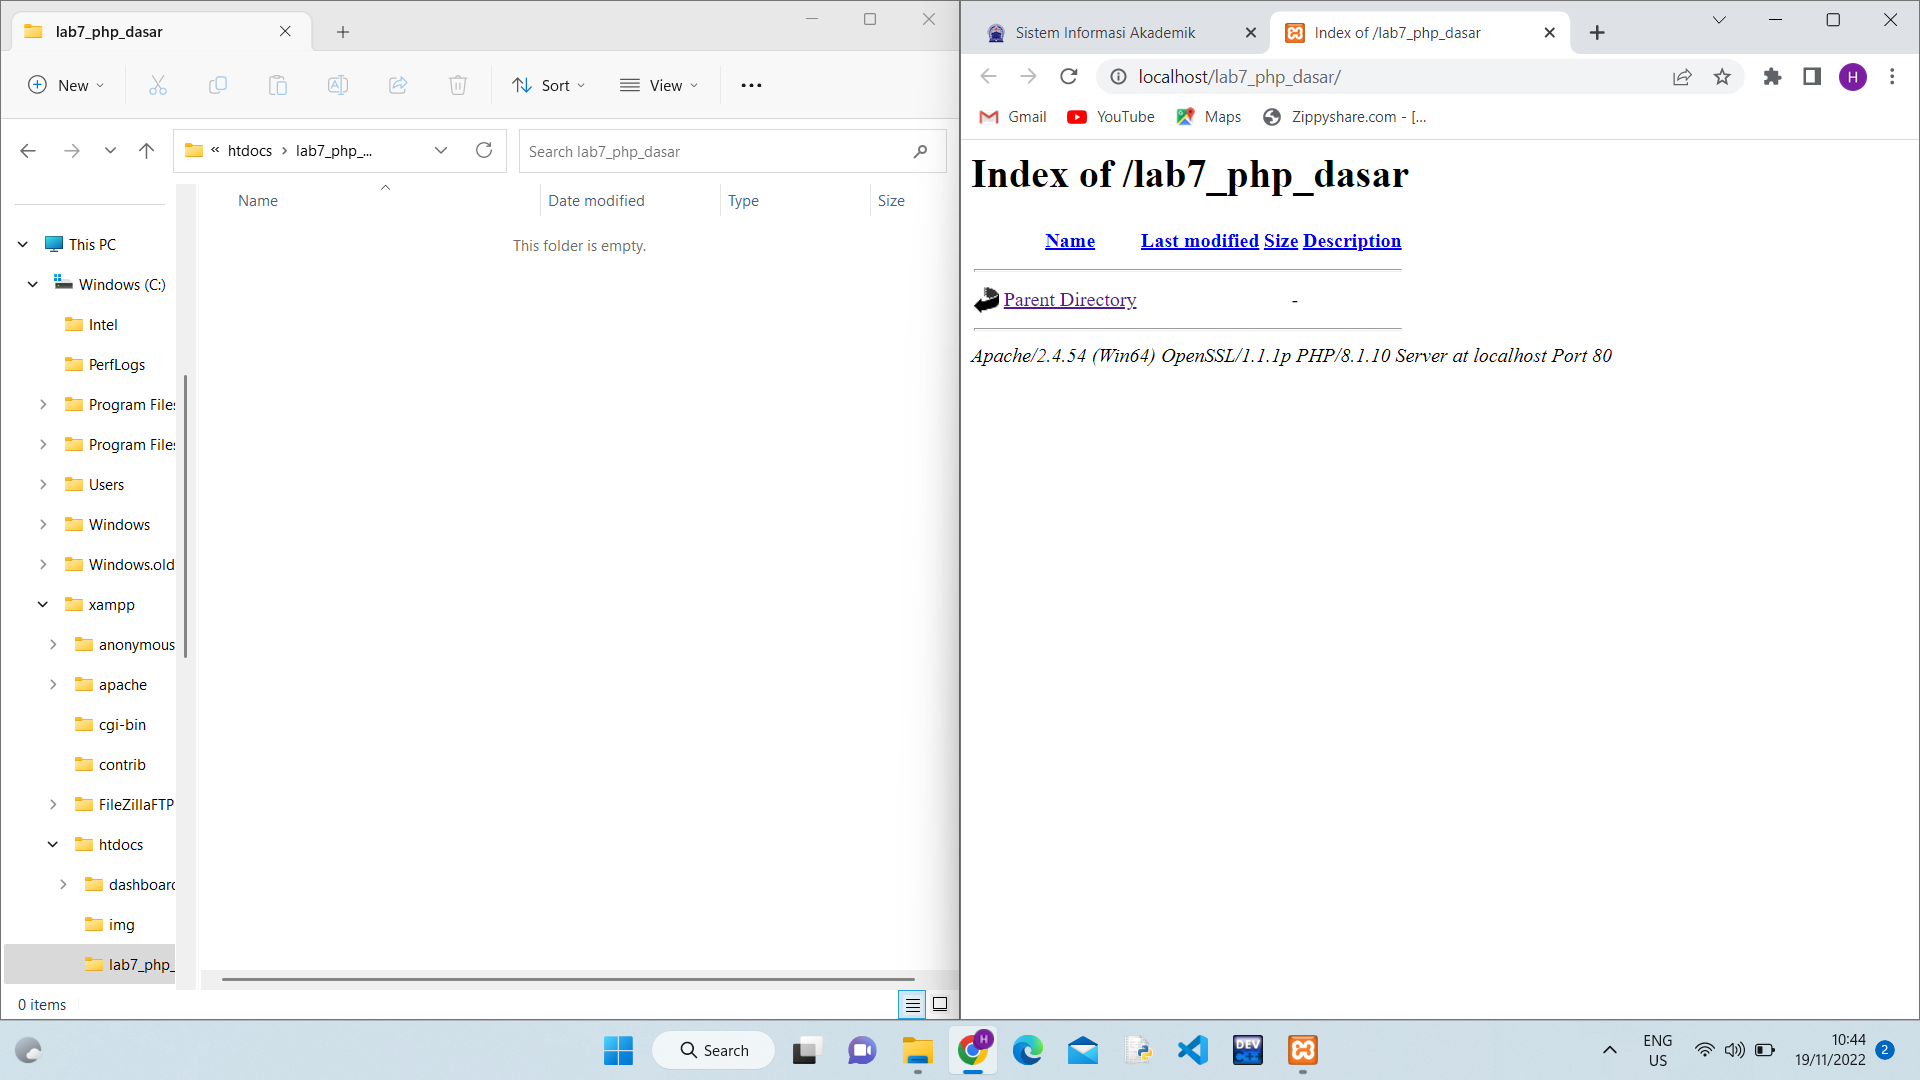 lab7_php_dasar
New
Sort
View
« htdocs > lab7_php_...
Search lab7_php_dasar
Name
Date modified
Type
Size
This folder is empty.
This PC
Windows (C:)
Intel
PerfLogs
Program Files
Program Files
Users
Windows
Windows.old
xampp
anonymous
apache
cgi-bin
contrib
FileZillaFTP
htdocs
dashboard
img
lab7_php_
0 items
Sistem Informasi Akademik
Index of /lab7_php_dasar
localhost/lab7_php_dasar/
H
Gmail
YouTube
Maps
Zippyshare.com - [...
Index of /lab7_php_dasar
Name Last modified Size Description
Parent Directory -
Apache/2.4.54 (Win64) OpenSSL/1.1.1p PHP/8.1.10 Server at localhost Port 80
Search
H
DEV
C++
ENG
US
10:44
19/11/2022
2